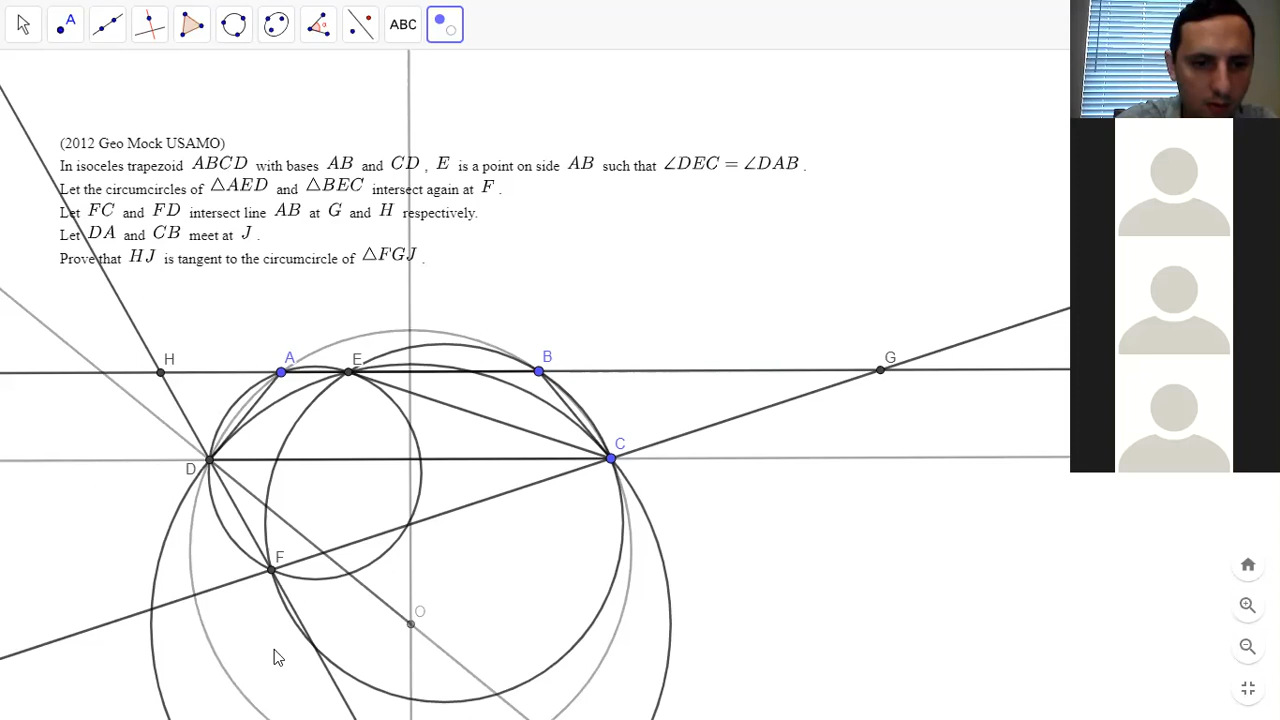 ABC
(2012 Geo Mock USAMO)
In isoceles trapezoid ABCD with bases AB and CD, E is a point on side AB such that ∠DEC = ∠DAB.
Let the circumcircles of △AED and △BEC intersect again at F.
Let FC and FD intersect line AB at G and H respectively.
Let DA and CB meet at J.
Prove that HJ is tangent to the circumcircle of △FGJ.
H
A
E
B
G
D
C
F
O